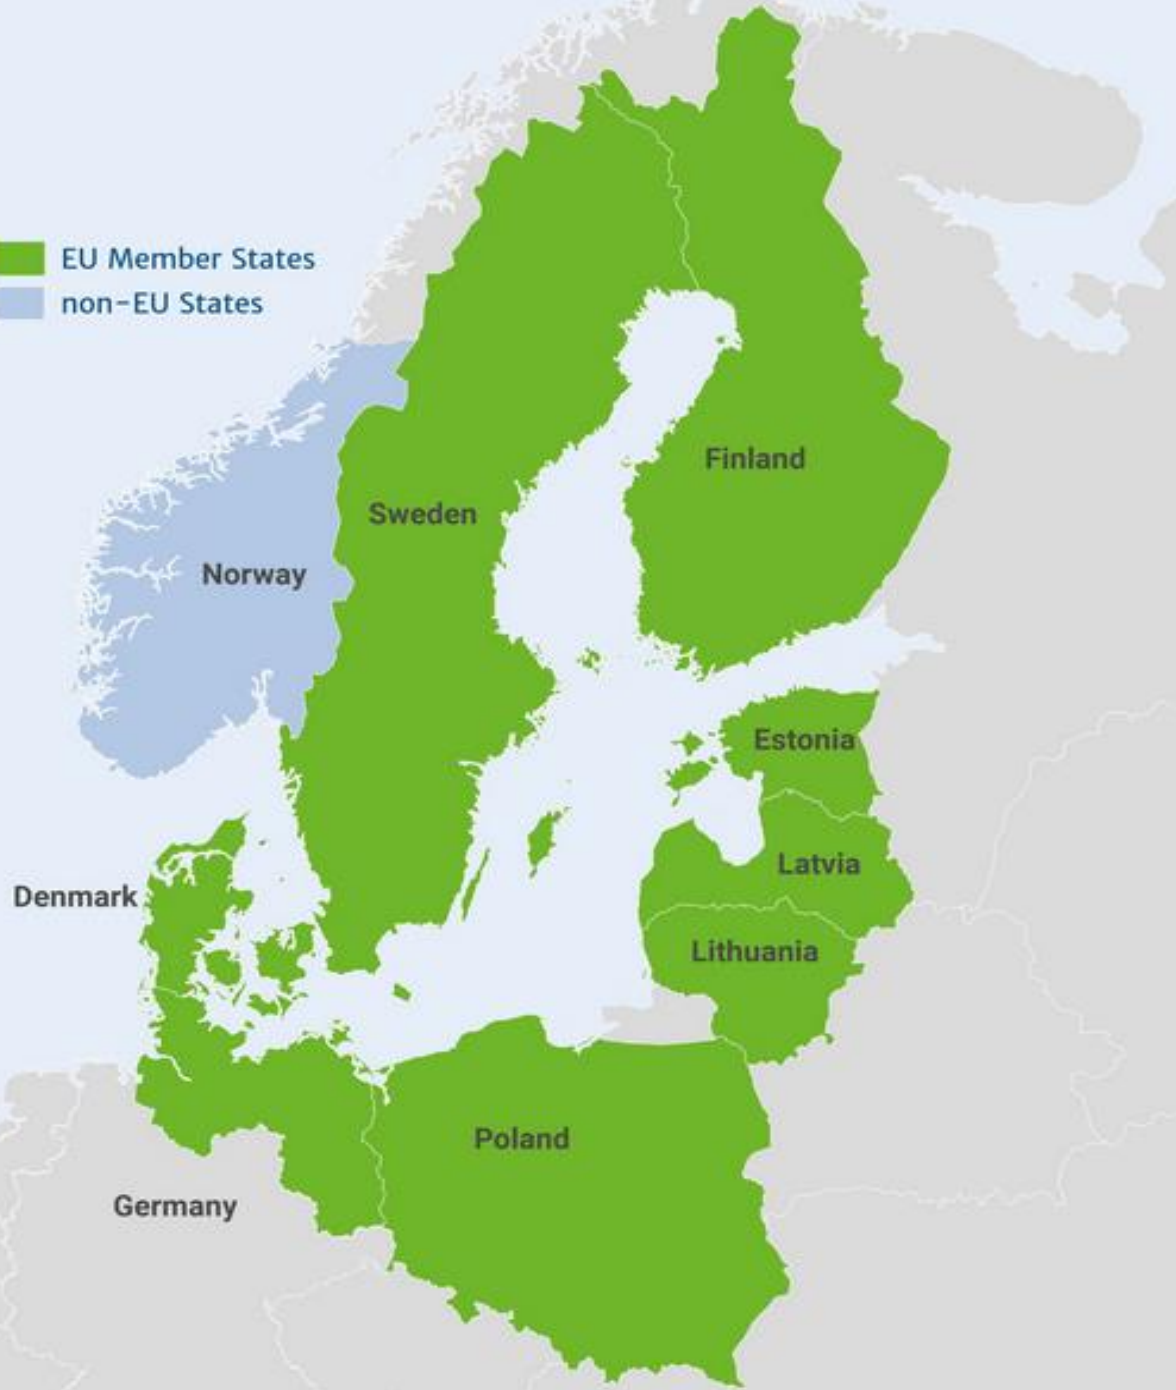 EU Member States
non-EU States
Finland
Sweden
Norway
Estonia
Latvia
Denmark
Lithuania
Poland
Germany